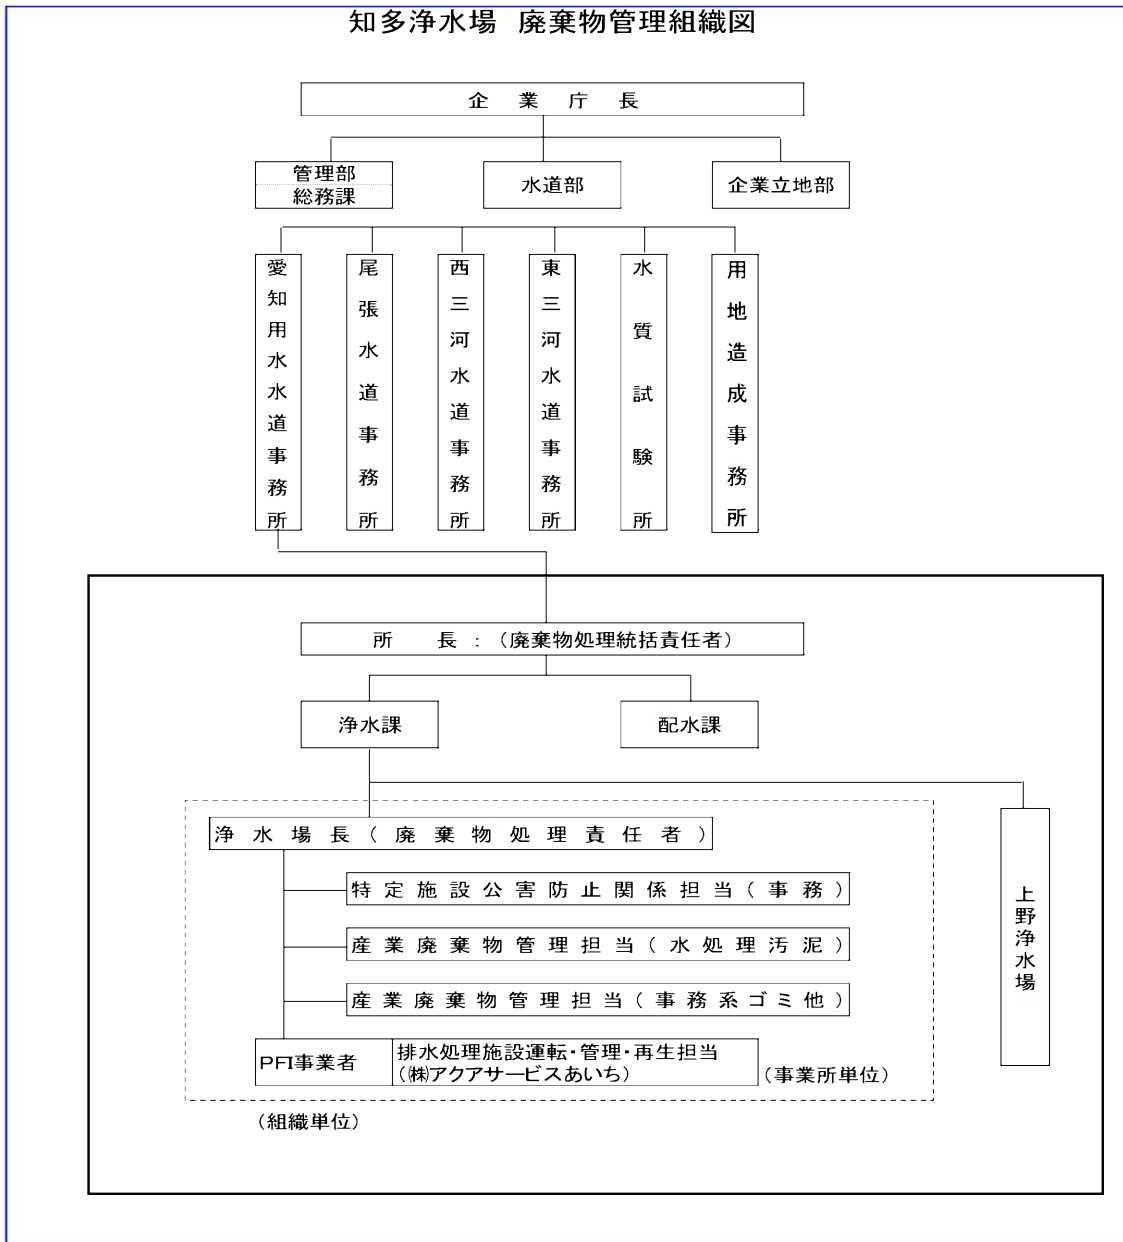 知多浄水場 廃棄物管理組織図
企業庁長
管理部
総務課
水道部
企業立地部
愛知用水水道事務所
尾張水道事務所
西三河水道事務所
東三河水道事務所
水質試験所
用地造成事務所
所長：（廃棄物処理統括責任者）
浄水課
配水課
浄水場長（廃棄物処理責任者）
特定施設公害防止関係担当（事務）
産業廃棄物管理担当（水処理汚泥）
産業廃棄物管理担当（事務系ゴミ他）
PFI事業者
排水処理施設運転・管理・再生担当
（㈱アクアサービスあいち）
（事業所単位）
（組織単位）
上野浄水場